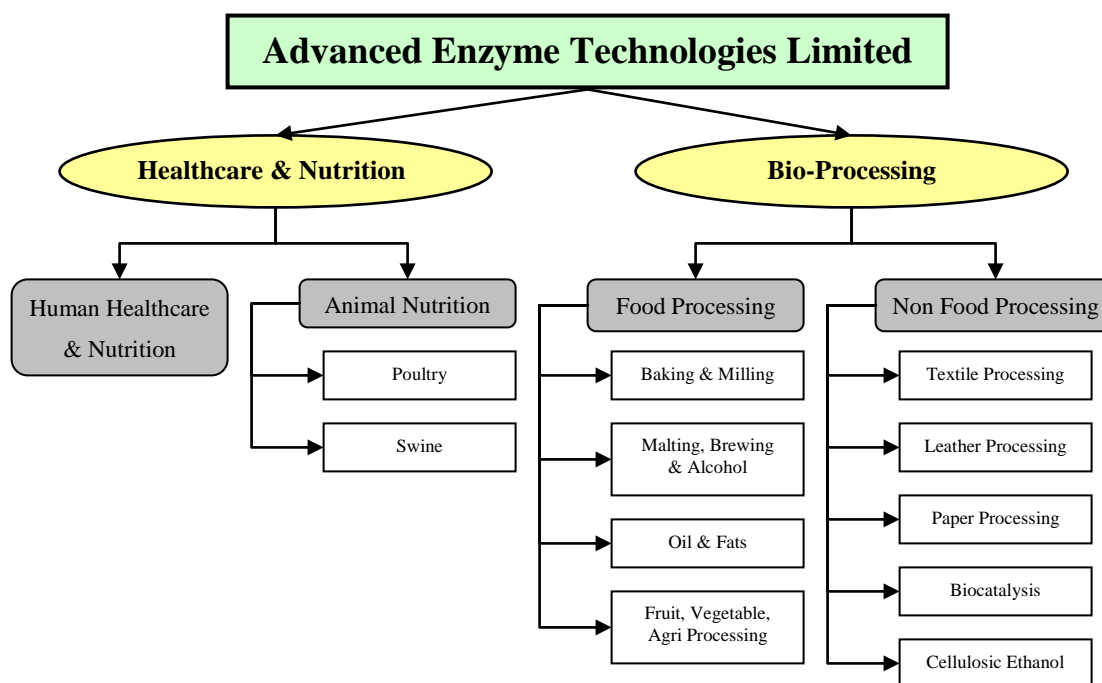 Advanced Enzyme Technologies Limited
Healthcare & Nutrition
Bio-Processing
Human Healthcare
& Nutrition
Animal Nutrition
Poultry
Swine
Food Processing
Baking & Milling
Malting, Brewing
& Alcohol
Oil & Fats
Fruit, Vegetable,
Agri Processing
Non Food Processing
Textile Processing
Leather Processing
Paper Processing
Biocatalysis
Cellulosic Ethanol